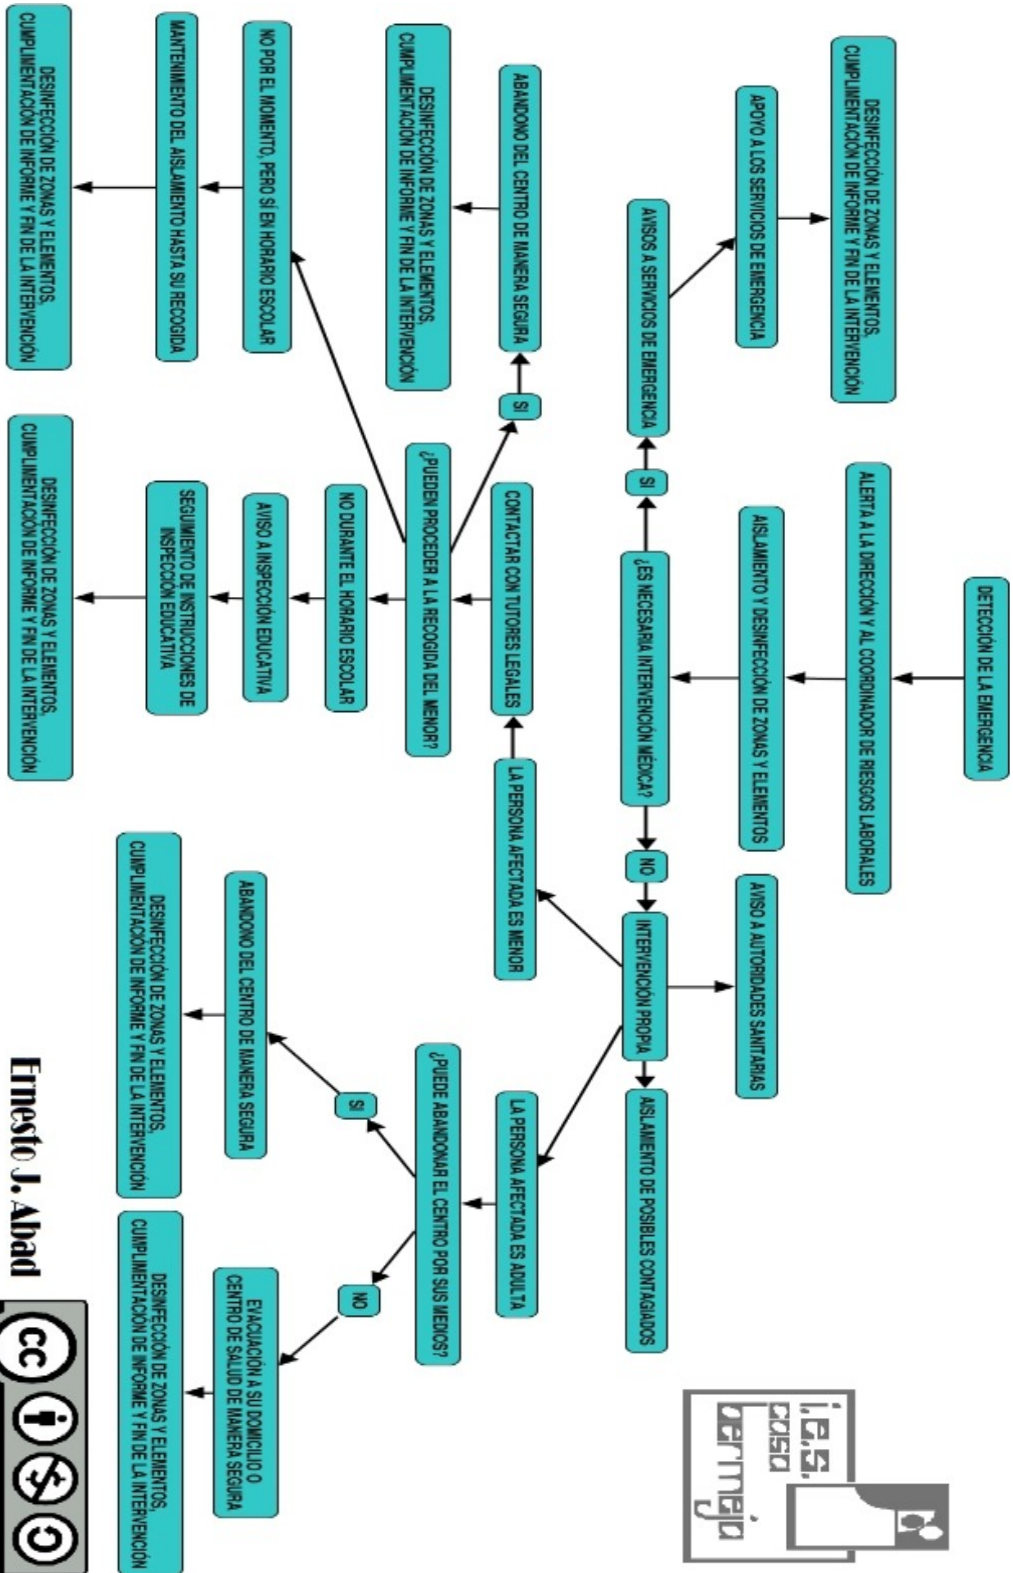 DETECCIÓN DE LA EMERGENCIA
ALERTA A LA DIRECCIÓN Y AL COORDINADOR DE RIESGOS LABORALES
AISLAMIENTO Y DESINFECCIÓN DE ZONAS Y ELEMENTOS
AVISO A AUTORIDADES SANITARIAS
¿ES NECESARIA INTERVENCIÓN MÉDICA?
SI
NO
AVISOS A SERVICIOS DE EMERGENCIA
APOYO A LOS SERVICIOS DE EMERGENCIA
DESINFECCIÓN DE ZONAS Y ELEMENTOS,
CUMPLIMENTACIÓN DE INFORME Y FIN DE LA INTERVENCIÓN
INTERVENCIÓN PROPIA
AISLAMIENTO DE POSIBLES CONTAGIADOS
LA PERSONA AFECTADA ES MENOR
CONTACTAR CON TUTORES LEGALES
¿PUEDEN PROCEDER A LA RECOGIDA DEL MENOR?
SI
ABANDONO DEL CENTRO DE MANERA SEGURA
DESINFECCIÓN DE ZONAS Y ELEMENTOS,
CUMPLIMENTACIÓN DE INFORME Y FIN DE LA INTERVENCIÓN
NO POR EL MOMENTO, PERO SÍ EN HORARIO ESCOLAR
MANTENIMIENTO DEL AISLAMIENTO HASTA SU RECOGIDA
DESINFECCIÓN DE ZONAS Y ELEMENTOS,
CUMPLIMENTACIÓN DE INFORME Y FIN DE LA INTERVENCIÓN
NO DURANTE EL HORARIO ESCOLAR
AVISO A INSPECCIÓN EDUCATIVA
SEGUIMIENTO DE INSTRUCCIONES DE
INSPECCIÓN EDUCATIVA
DESINFECCIÓN DE ZONAS Y ELEMENTOS,
CUMPLIMENTACIÓN DE INFORME Y FIN DE LA INTERVENCIÓN
LA PERSONA AFECTADA ES ADULTA
¿PUEDE ABANDONAR EL CENTRO POR SUS MEDIOS?
SI
ABANDONO DEL CENTRO DE MANERA SEGURA
DESINFECCIÓN DE ZONAS Y ELEMENTOS,
CUMPLIMENTACIÓN DE INFORME Y FIN DE LA INTERVENCIÓN
NO
EVACUACIÓN A SU DOMICILIO O
CENTRO DE SALUD DE MANERA SEGURA
DESINFECCIÓN DE ZONAS Y ELEMENTOS,
CUMPLIMENTACIÓN DE INFORME Y FIN DE LA INTERVENCIÓN
i.e.s.
casa
bermeja
Ernesto J. Abad
cc